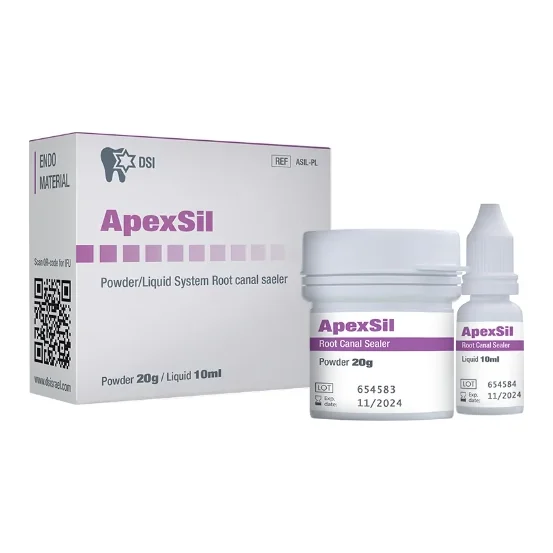 ENDO
MATERIAL
Scan QR-code for IFU
www.dsisrael.com
DSI
REF ASIL-PL
ApexSil
Powder/Liquid System Root canal saeler
Powder 20g / Liquid 10ml
ApexSil
Root Canal Sealer
Powder 20g
LOT 654583
Exp. date: 11/2024
ApexSil
Root Canal Sealer
Liquid 10ml
LOT 654584
Exp. date: 11/2024